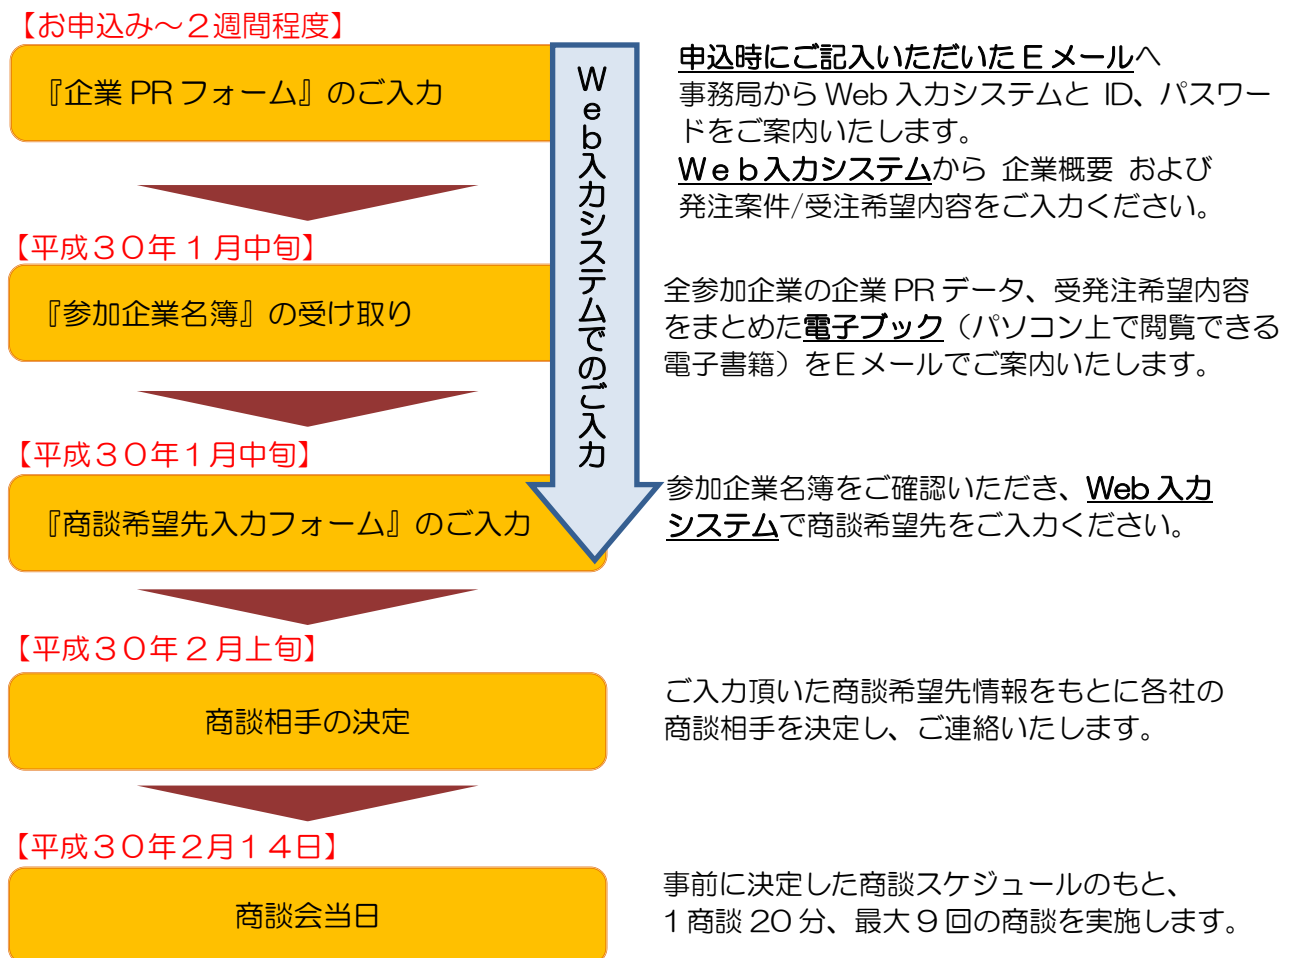 【お申込み～２週間程度】
『企業 PR フォーム』のご入力
申込時にご記入いただいたＥメールへ
事務局から Web 入力システムと ID、パスワー
ドをご案内いたします。
Ｗｅｂ入力システムから 企業概要 および
発注案件/受注希望内容をご入力ください。
Ｗｅｂ入力システムでのご入力
【平成３０年１月中旬】
『参加企業名簿』の受け取り
全参加企業の企業 PR データ、受発注希望内容
をまとめた電子ブック（パソコン上で閲覧できる
電子書籍）をＥメールでご案内いたします。
【平成３０年１月中旬】
『商談希望先入力フォーム』のご入力
参加企業名簿をご確認いただき、Web 入力
システムで商談希望先をご入力ください。
【平成３０年２月上旬】
商談相手の決定
ご入力頂いた商談希望先情報をもとに各社の
商談相手を決定し、ご連絡いたします。
【平成３０年２月１４日】
商談会当日
事前に決定した商談スケジュールのもと、
１商談 20 分、最大９回の商談を実施します。